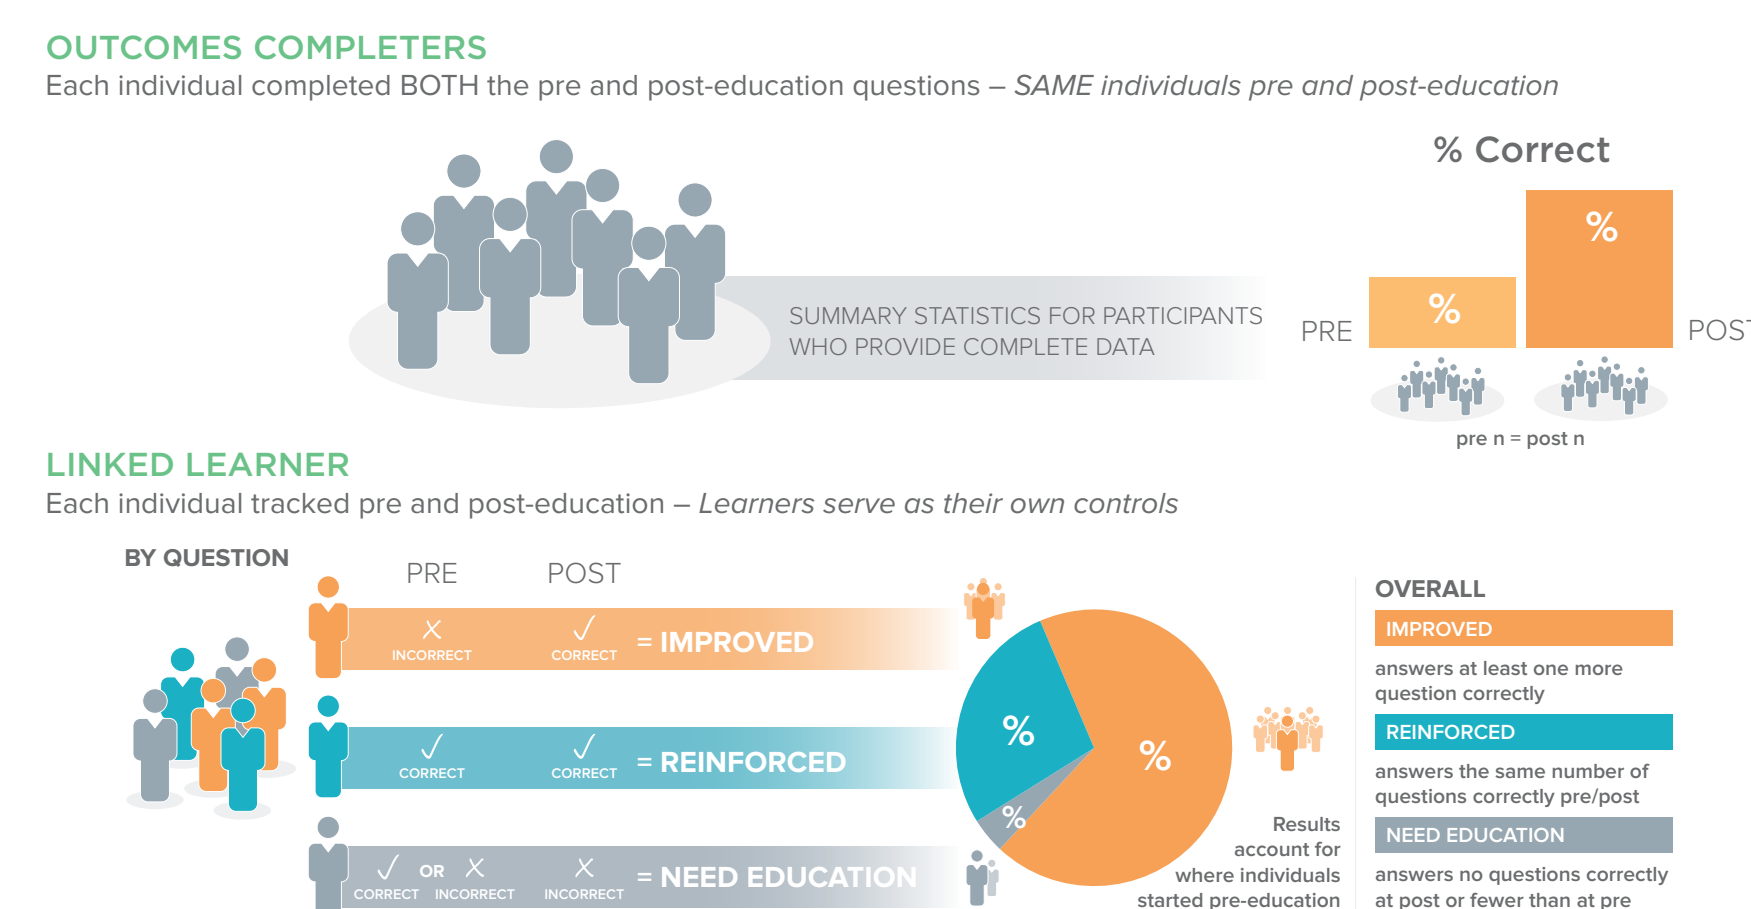 OUTCOMES COMPLETERS
Each individual completed BOTH the pre and post-education questions – SAME individuals pre and post-education
% Correct
%
%
SUMMARY STATISTICS FOR PARTICIPANTS
WHO PROVIDE COMPLETE DATA
PRE
POST
pre n = post n
LINKED LEARNER
Each individual tracked pre and post-education – Learners serve as their own controls
BY QUESTION
PRE POST
INCORRECT CORRECT = IMPROVED
CORRECT CORRECT = REINFORCED
OR
CORRECT INCORRECT INCORRECT = NEED EDUCATION
%
%
%
Results
account for
where individuals
started pre-education
OVERALL
IMPROVED
answers at least one more
question correctly
REINFORCED
answers the same number of
questions correctly pre/post
NEED EDUCATION
answers no questions correctly
at post or fewer than at pre